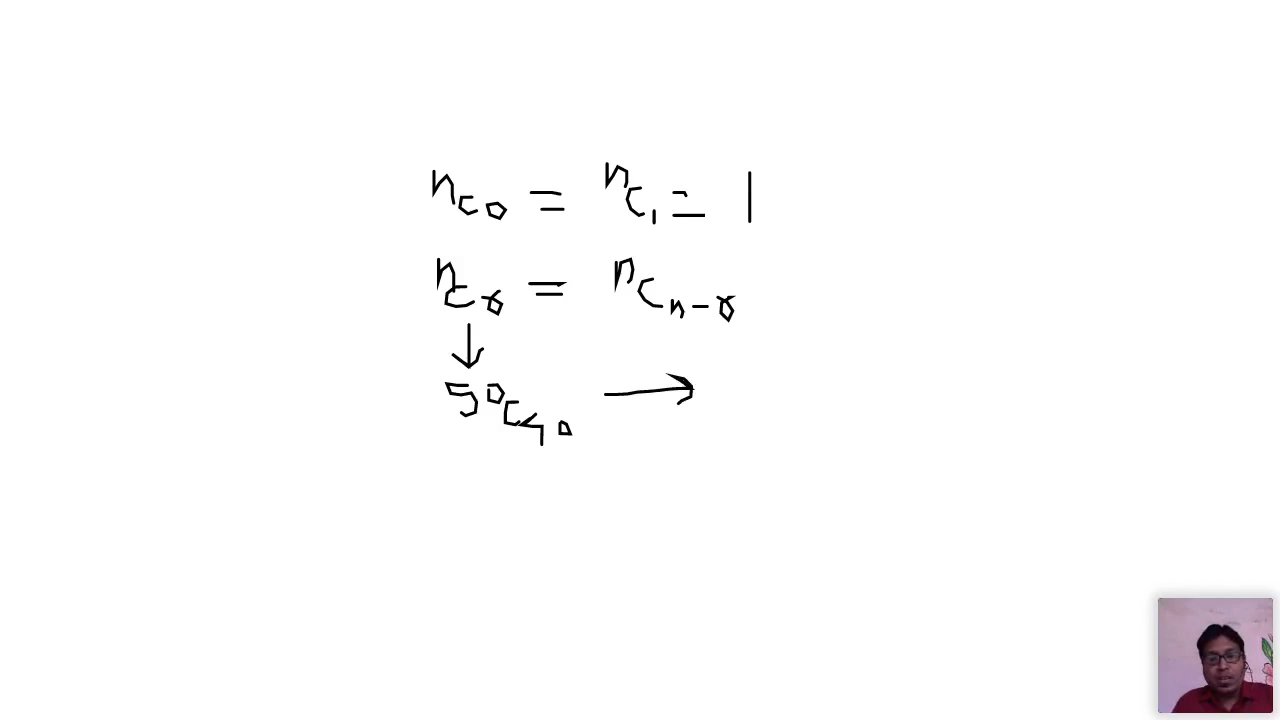 nC0 = nC1 = 1
nCr = nCn-r
↓
50C40 →